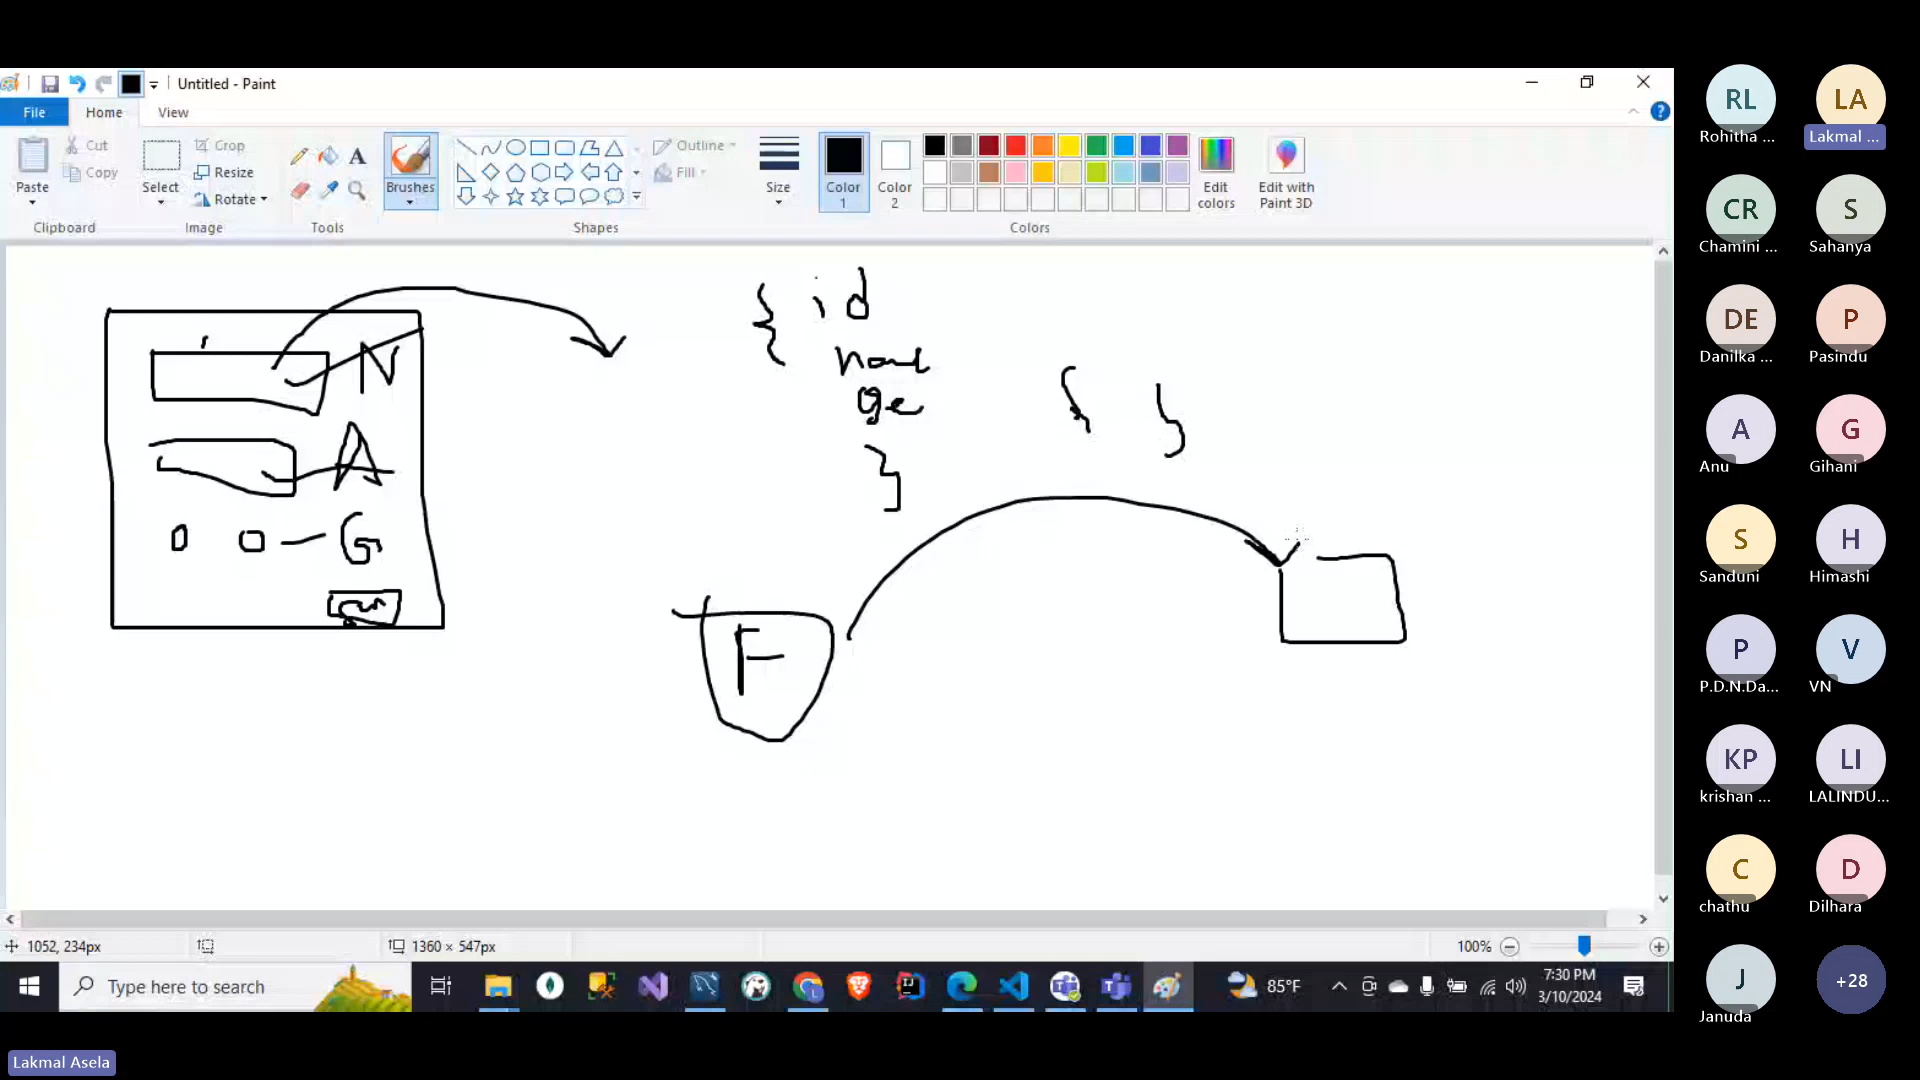 Untitled - Paint
File Home View
Cut
Copy
Paste
Clipboard
Crop
Resize
Rotate
Select
Image
Tools
Brushes
Shapes
Outline
Fill
Size
Color 1
Color 2
Edit colors
Edit with Paint 3D
Colors
{ id
ge
}
{ }
N
A
O O — G
F
1052, 234px
1360 × 547px
100%
Type here to search
85°F
7:30 PM
3/10/2024
RL
Rohitha ...
LA
Lakmal ...
CR
Chamini ...
S
Sahanya
DE
Danilka ...
P
Pasindu
A
Anu
G
Gihani
S
Sanduni
H
Himashi
P
P.D.N.Da...
V
VN
KP
krishan ...
LI
LALINDU...
C
chathu
D
Dilhara
J
Januda
+28
Lakmal Asela